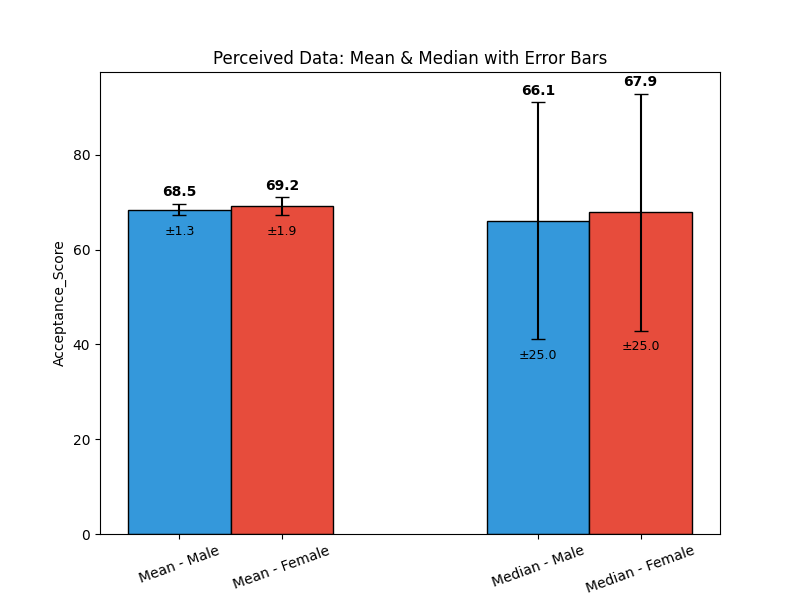 Perceived Data: Mean & Median with Error Bars
Acceptance_Score
80
60
40
20
0
68.5
±1.3
69.2
±1.9
66.1
±25.0
67.9
±25.0
Mean - Male
Mean - Female
Median - Male
Median - Female